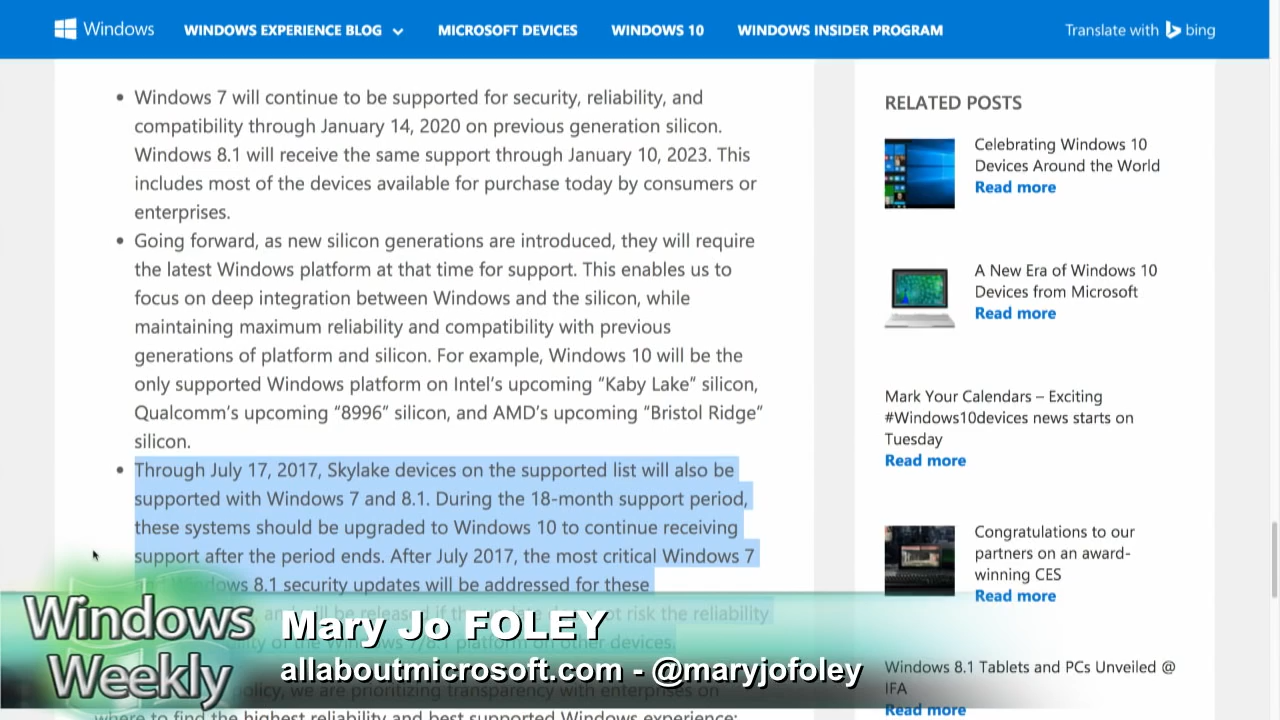 Windows
WINDOWS EXPERIENCE BLOG
MICROSOFT DEVICES
WINDOWS 10
WINDOWS INSIDER PROGRAM
Translate with bing
• Windows 7 will continue to be supported for security, reliability, and
compatibility through January 14, 2020 on previous generation silicon.
Windows 8.1 will receive the same support through January 10, 2023. This
includes most of the devices available for purchase today by consumers or
enterprises.
• Going forward, as new silicon generations are introduced, they will require
the latest Windows platform at that time for support. This enables us to
focus on deep integration between Windows and the silicon, while
maintaining maximum reliability and compatibility with previous
generations of platform and silicon. For example, Windows 10 will be the
only supported Windows platform on Intel's upcoming “Kaby Lake” silicon,
Qualcomm's upcoming “8996” silicon, and AMD's upcoming “Bristol Ridge”
silicon.
• Through July 17, 2017, Skylake devices on the supported list will also be
supported with Windows 7 and 8.1. During the 18-month support period,
these systems should be upgraded to Windows 10 to continue receiving
support after the period ends. After July 2017, the most critical Windows 7
8.1 security updates will be addressed for these
be released if the risk the reliability
of the Windows 7/8.1 platform on other devices.
policy, we are prioritizing transparency with enterprises on
where to find the highest reliability and best supported Windows experience:
RELATED POSTS
Celebrating Windows 10
Devices Around the World
Read more
A New Era of Windows 10
Devices from Microsoft
Read more
Mark Your Calendars – Exciting
#Windows10devices news starts on
Tuesday
Read more
Congratulations to our
partners on an award-
winning CES
Read more
Windows 8.1 Tablets and PCs Unveiled @
IFA
Read more
Windows
Weekly
Mary Jo FOLEY
allaboutmicrosoft.com - @maryjofoley